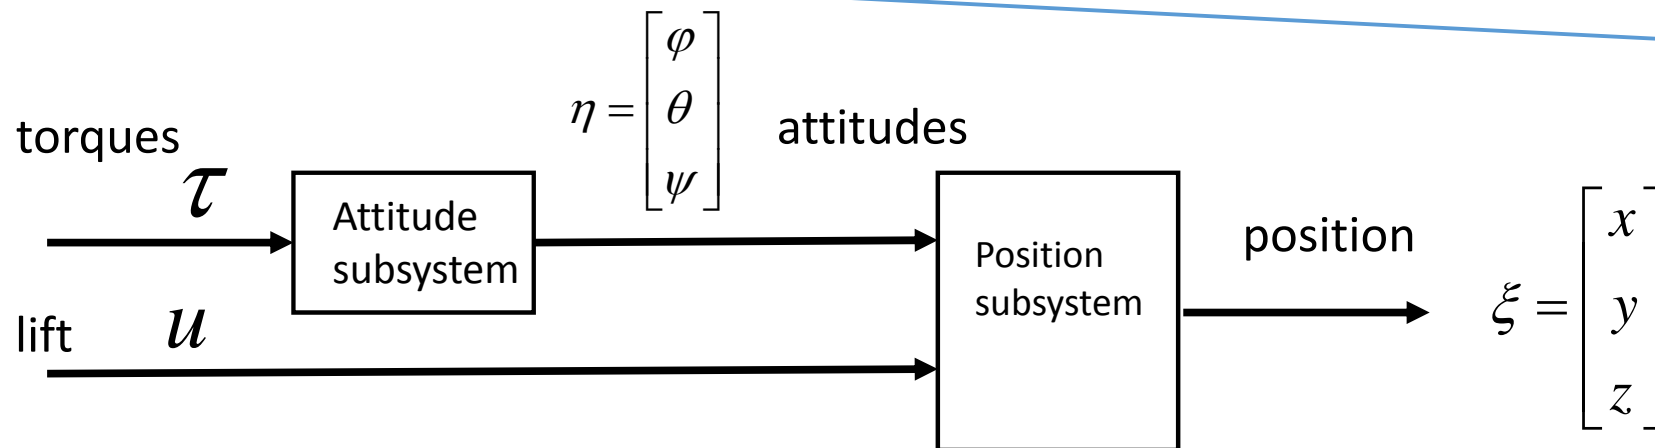 torques
τ
Attitude
subsystem
η = [φ
θ
ψ]
attitudes
lift
u
Position
subsystem
position
ξ = [x
y
z]